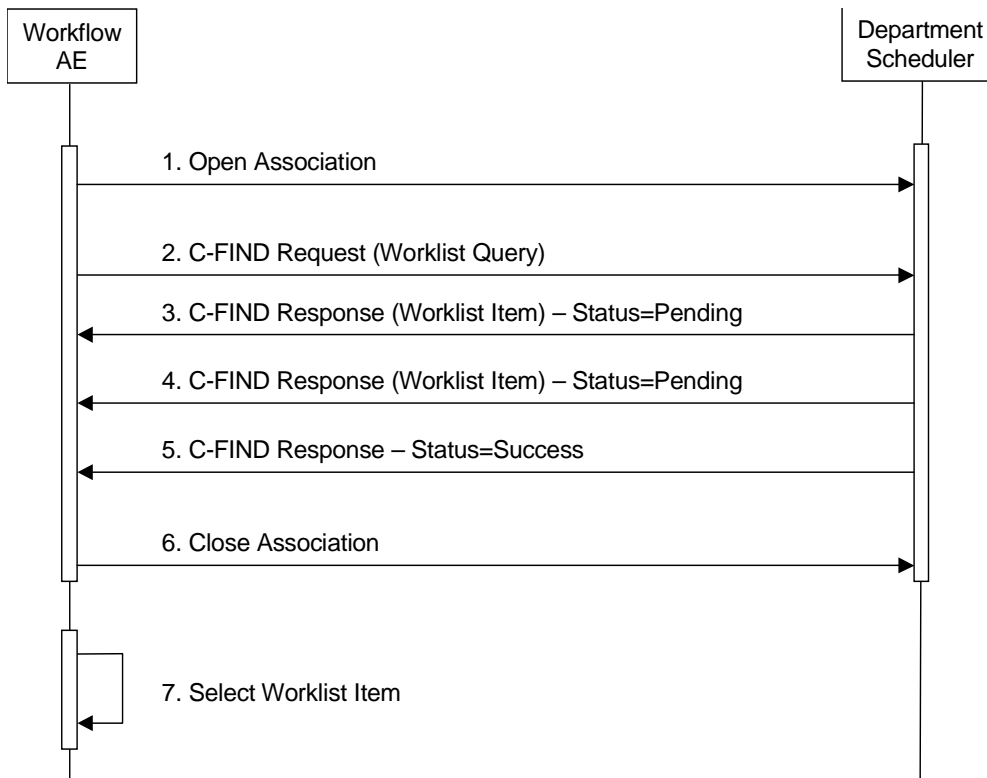 Workflow
AE
Department
Scheduler
1. Open Association
2. C-FIND Request (Worklist Query)
3. C-FIND Response (Worklist Item) – Status=Pending
4. C-FIND Response (Worklist Item) – Status=Pending
5. C-FIND Response – Status=Success
6. Close Association
7. Select Worklist Item